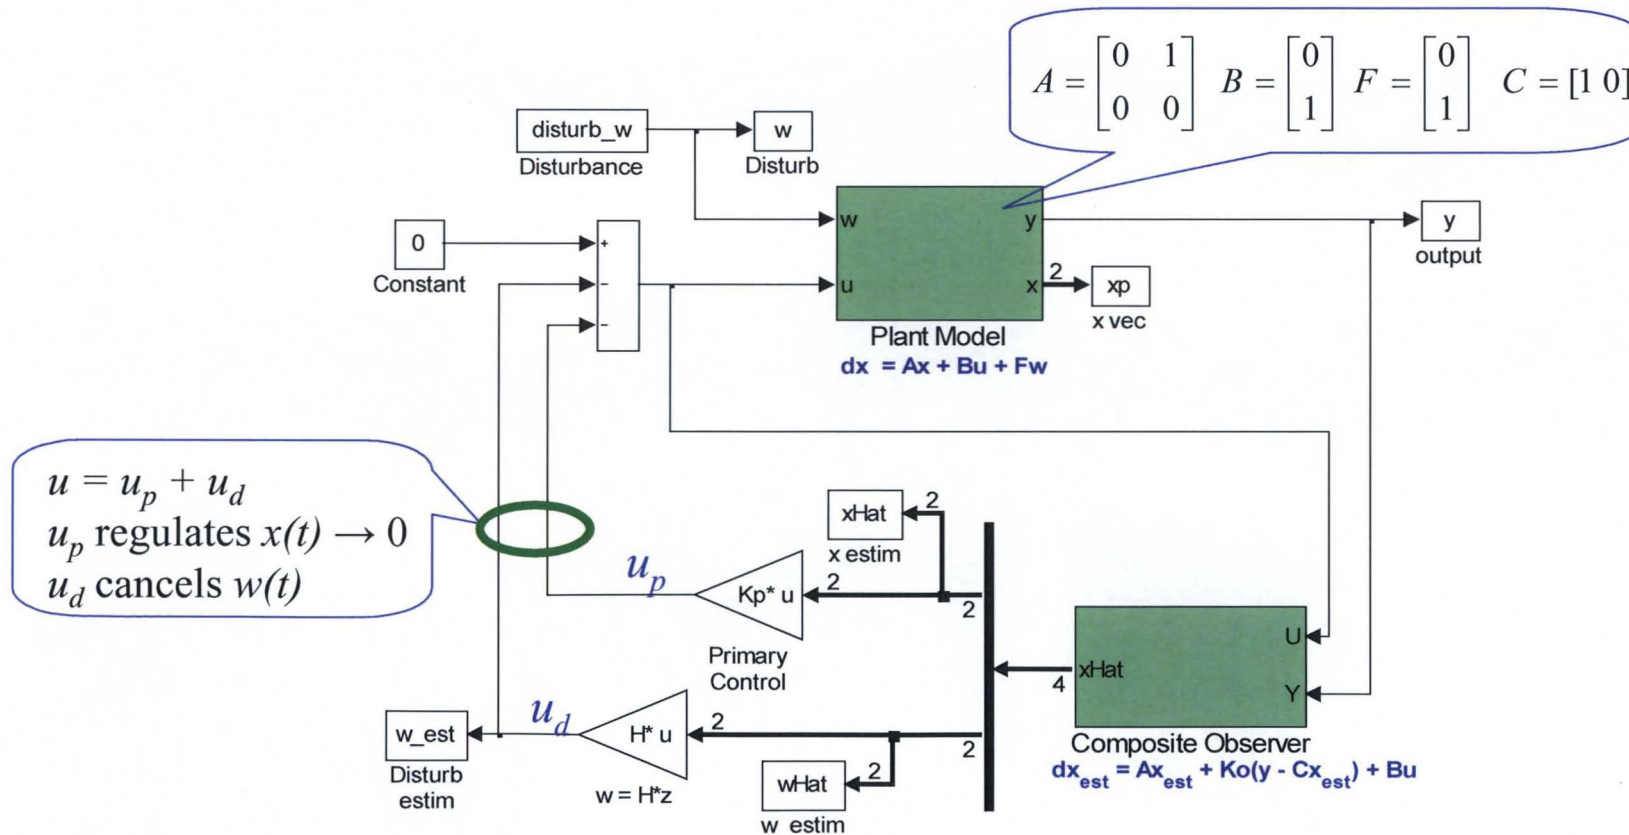 A = [0 1 0 0] B = [0 1] F = [0 1] C = [1 0]
disturb_w
Disturbance
w
Disturb
w
y
u
x
2
y
output
xp
x vec
Plant Model
dx = Ax + Bu + Fw
0
Constant
+
-
-
u = u_p + u_d
u_p regulates x(t) → 0
u_d cancels w(t)
xHat
x estim
2
2
u_p
Kp* u
2
2
Primary
Control
U
xHat
4
Y
Composite Observer
dx_est = Ax_est + Ko(y - Cx_est) + Bu
w_est
Disturb
estim
u_d
H* u
2
2
w = H*z
wHat
2
w estim